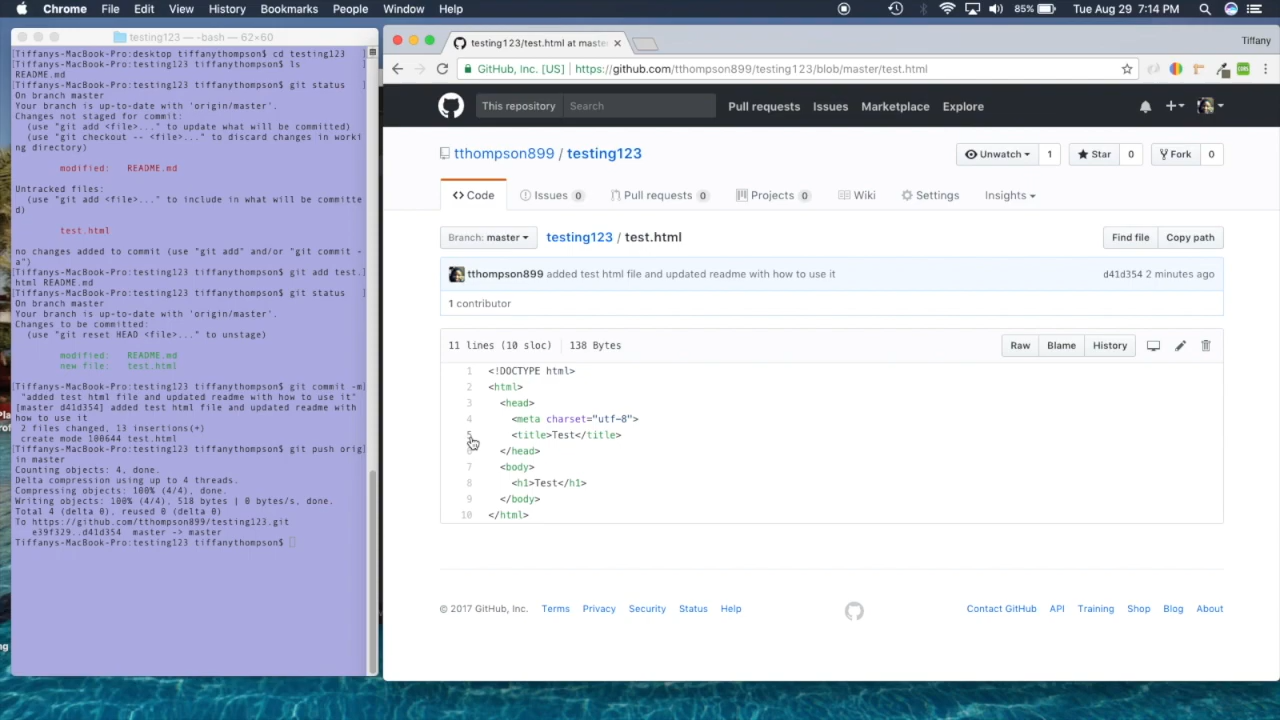 Chrome File Edit View History Bookmarks People Window Help 85% Tue Aug 29 7:14 PM
testing123 — -bash — 62×60
Tiffanys-MacBook-Pro:desktop tiffanythompson$ cd testing123
Tiffanys-MacBook-Pro:testing123 tiffanythompson$ ls
README.md
Tiffanys-MacBook-Pro:testing123 tiffanythompson$ git status
On branch master
Your branch is up-to-date with 'origin/master'.
Changes not staged for commit:
(use "git add <file>..." to update what will be committed)
(use "git checkout -- <file>..." to discard changes in worki
ng directory)
modified: README.md
Untracked files:
(use "git add <file>..." to include in what will be committe
d)
test.html
no changes added to commit (use "git add" and/or "git commit -
a")
Tiffanys-MacBook-Pro:testing123 tiffanythompson$ git add test.
html README.md
Tiffanys-MacBook-Pro:testing123 tiffanythompson$ git status
On branch master
Your branch is up-to-date with 'origin/master'.
Changes to be committed:
(use "git reset HEAD <file>..." to unstage)
modified: README.md
new file: test.html
Tiffanys-MacBook-Pro:testing123 tiffanythompson$ git commit -m
"added test html file and updated readme with how to use it"
[master d41d354] added test html file and updated readme with
how to use it
2 files changed, 13 insertions(+)
create mode 100644 test.html
Tiffanys-MacBook-Pro:testing123 tiffanythompson$ git push orig
in master
Counting objects: 4, done.
Delta compression using up to 4 threads.
Compressing objects: 100% (4/4), done.
Writing objects: 100% (4/4), 518 bytes | 0 bytes/s, done.
Total 4 (delta 0), reused 0 (delta 0)
To https://github.com/tthompson899/testing123.git
e39f329..d41d354 master -> master
Tiffanys-MacBook-Pro:testing123 tiffanythompson$
testing123/test.html at master Tiffany
GitHub, Inc. [US] https://github.com/tthompson899/testing123/blob/master/test.html
This repository Search Pull requests Issues Marketplace Explore
tthompson899 / testing123 Unwatch 1 Star 0 Fork 0
Code Issues 0 Pull requests 0 Projects 0 Wiki Settings Insights
Branch: master testing123 / test.html Find file Copy path
tthompson899 added test html file and updated readme with how to use it d41d354 2 minutes ago
1 contributor
11 lines (10 sloc) 138 Bytes Raw Blame History
1 <!DOCTYPE html>
2 <html>
3 <head>
4 <meta charset="utf-8">
5 <title>Test</title>
6 </head>
7 <body>
8 <h1>Test</h1>
9 </body>
10 </html>
© 2017 GitHub, Inc. Terms Privacy Security Status Help Contact GitHub API Training Shop Blog About